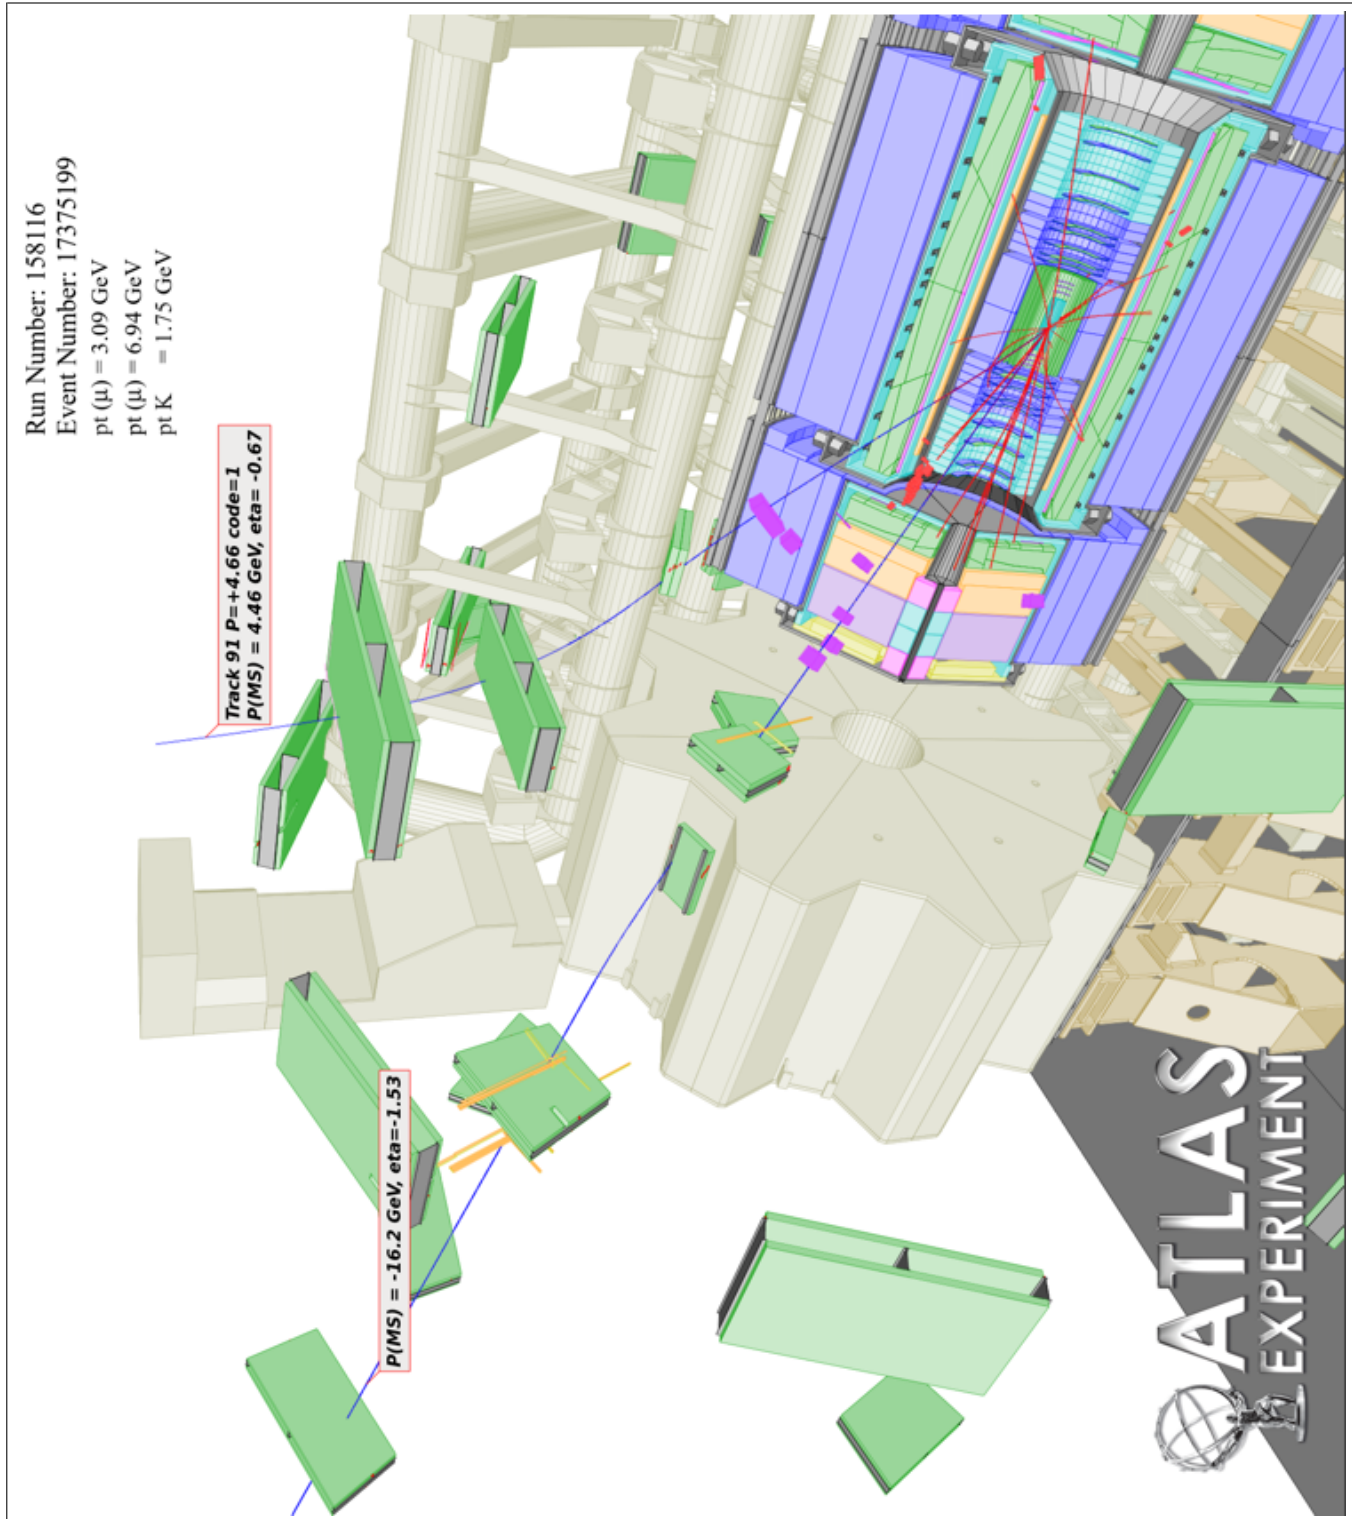 Run Number: 158116
Event Number: 17375199
pt (μ) = 3.09 GeV
pt (μ) = 6.94 GeV
pt K = 1.75 GeV
Track 91 P=+4.66 code=1
P(MS) = 4.46 GeV, eta= -0.67
P(MS) = -16.2 GeV, eta=-1.53
ATLAS
EXPERIMENT